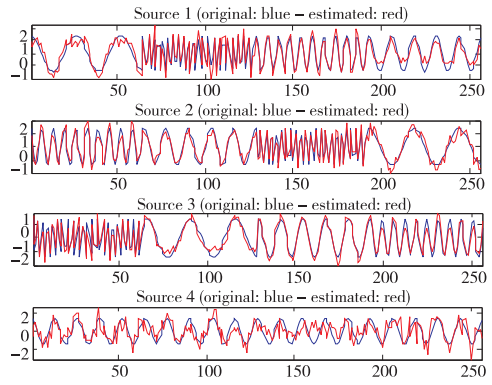 Source 1 (original: blue – estimated: red)
2
1
0
−1
50 100 150 200 250
Source 2 (original: blue – estimated: red)
2
1
0
−1
50 100 150 200 250
Source 3 (original: blue – estimated: red)
1
0
−1
−2
50 100 150 200 250
Source 4 (original: blue – estimated: red)
2
0
−2
50 100 150 200 250